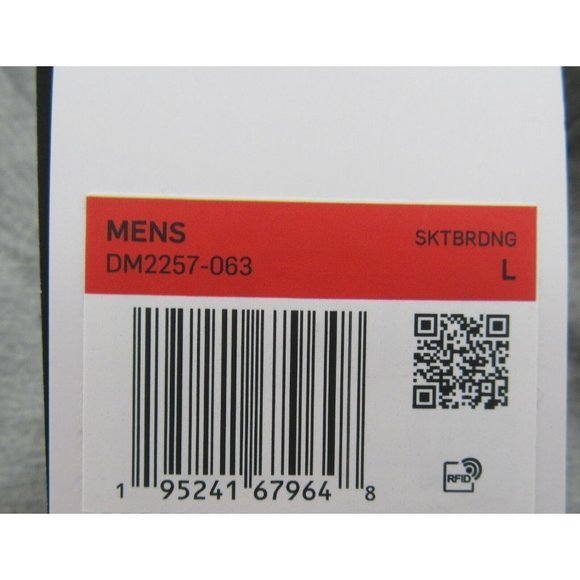 MENS
SKTBRDNG
DM2257-063
L
1 95241 67964 8
RFID